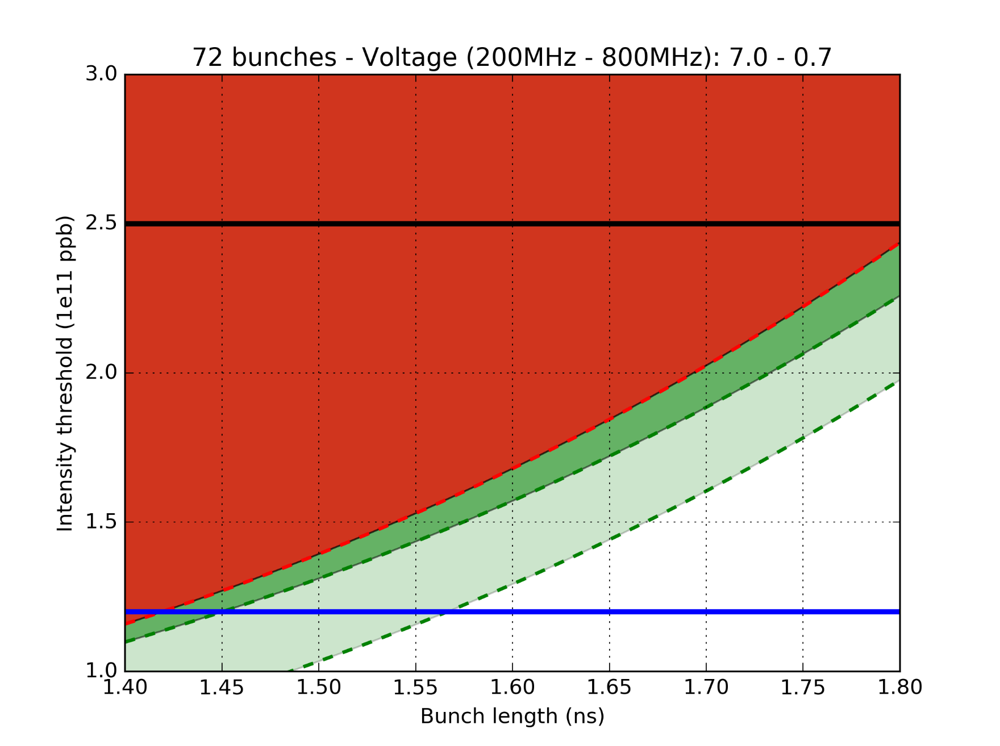 72 bunches - Voltage (200MHz - 800MHz): 7.0 - 0.7
3.0
2.5
2.0
1.5
1.0
Intensity threshold (1e11 ppb)
1.40 1.45 1.50 1.55 1.60 1.65 1.70 1.75 1.80
Bunch length (ns)